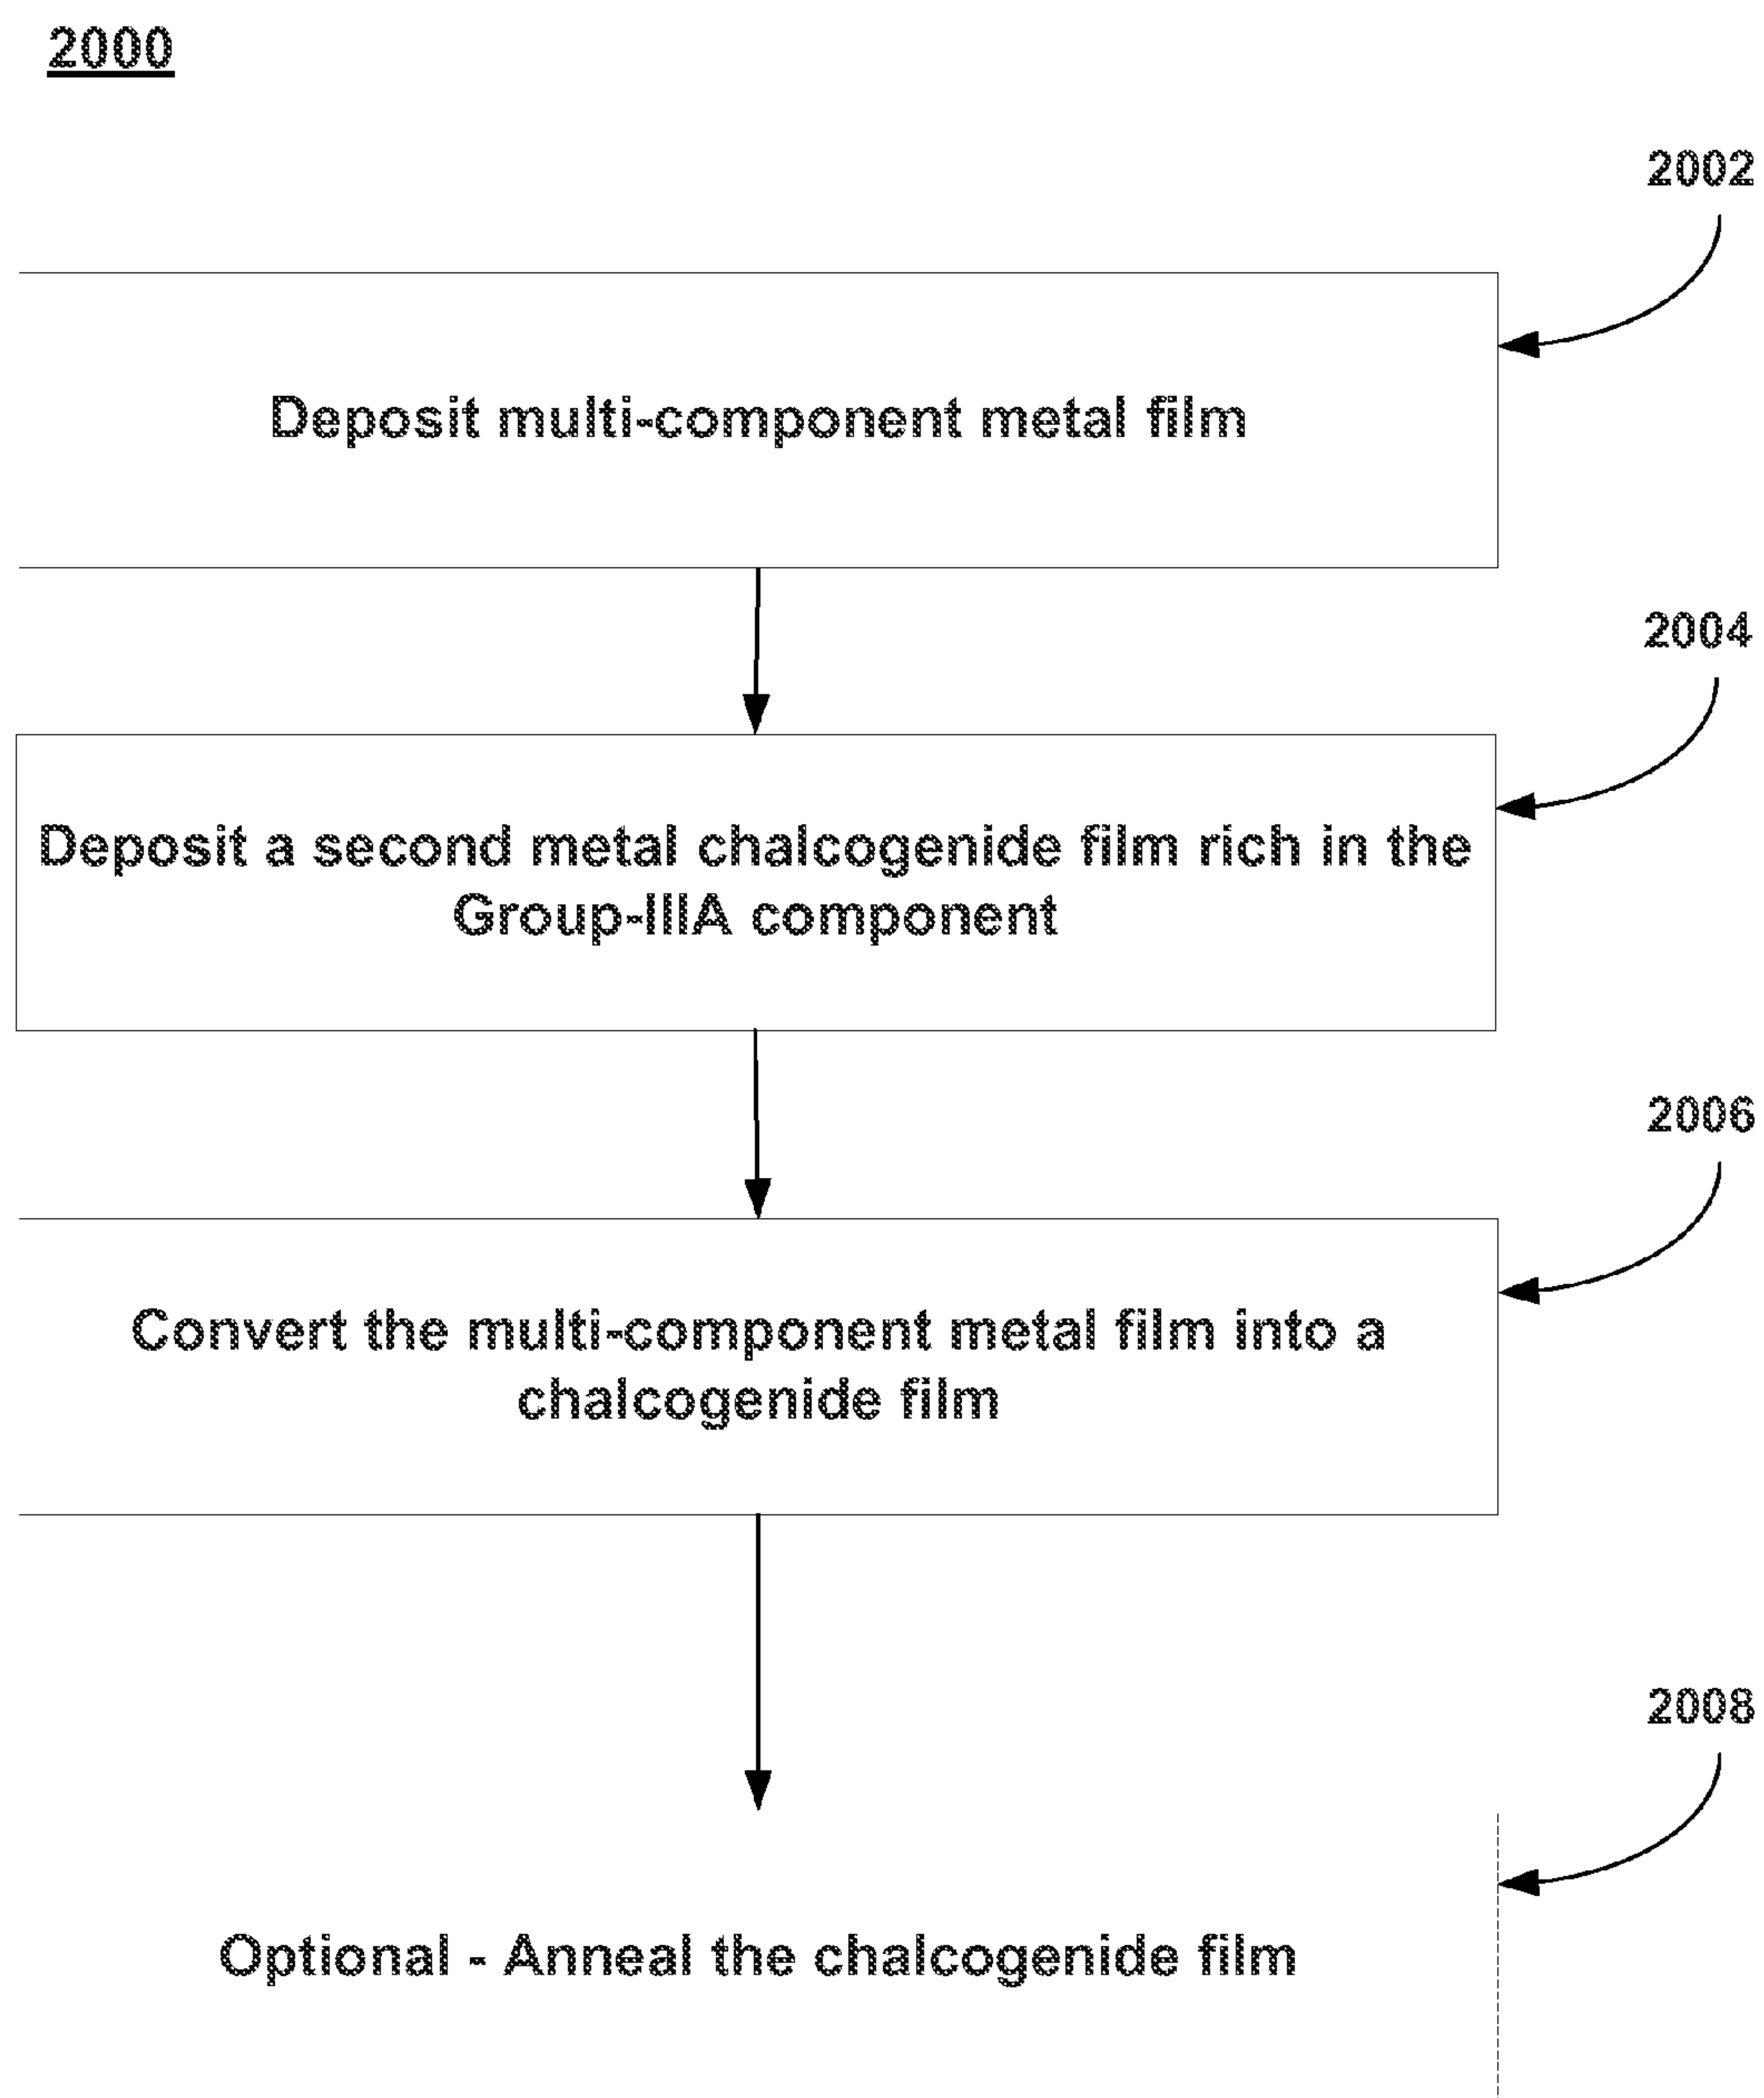 2000
2002
Deposit multi-component metal film
2004
Deposit a second metal chalcogenide film rich in the
Group-IIIA component
2006
Convert the multi-component metal film into a
chalcogenide film
2008
Optional - Anneal the chalcogenide film